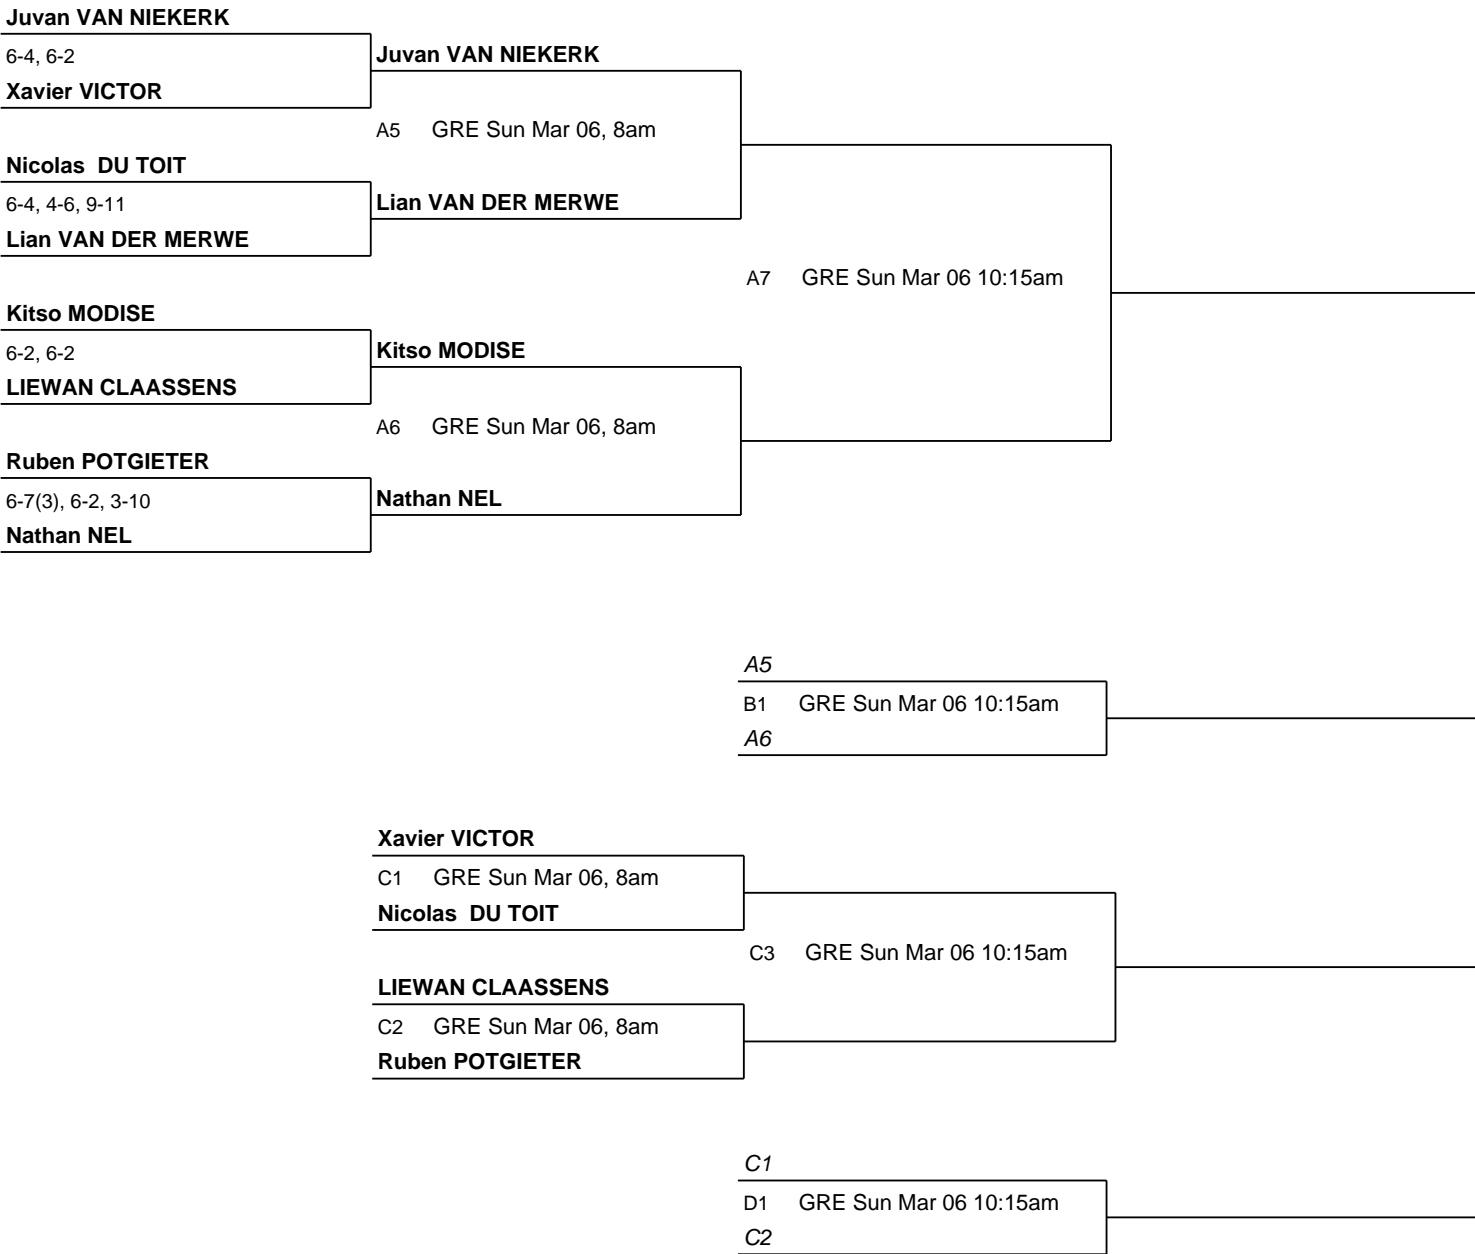 Juvan VAN NIEKERK
6-4, 6-2
Juvan VAN NIEKERK
Xavier VICTOR
A5 GRE Sun Mar 06, 8am
Nicolas  DU TOIT
6-4, 4-6, 9-11
Lian VAN DER MERWE
Lian VAN DER MERWE
A7 GRE Sun Mar 06 10:15am
Kitso MODISE
6-2, 6-2
Kitso MODISE
LIEWAN CLAASSENS
A6 GRE Sun Mar 06, 8am
Ruben POTGIETER
6-7(3), 6-2, 3-10
Nathan NEL
Nathan NEL
A5
B1 GRE Sun Mar 06 10:15am
A6
Xavier VICTOR
C1 GRE Sun Mar 06, 8am
Nicolas  DU TOIT
C3 GRE Sun Mar 06 10:15am
LIEWAN CLAASSENS
C2 GRE Sun Mar 06, 8am
Ruben POTGIETER
C1
D1 GRE Sun Mar 06 10:15am
C2